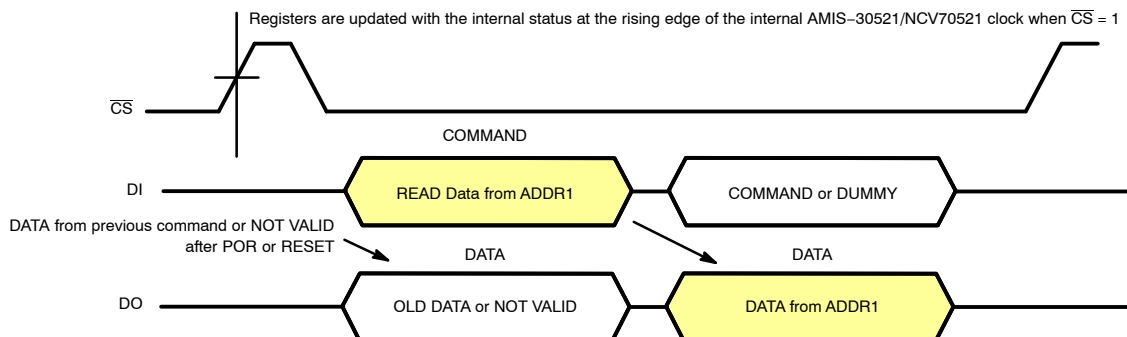 Registers are updated with the internal status at the rising edge of the internal AMIS−30521/NCV70521 clock when C̅S̅ = 1
C̅S̅
COMMAND
DI
READ Data from ADDR1
COMMAND or DUMMY
DATA from previous command or NOT VALID
after POR or RESET
DATA
DATA
DO
OLD DATA or NOT VALID
DATA from ADDR1